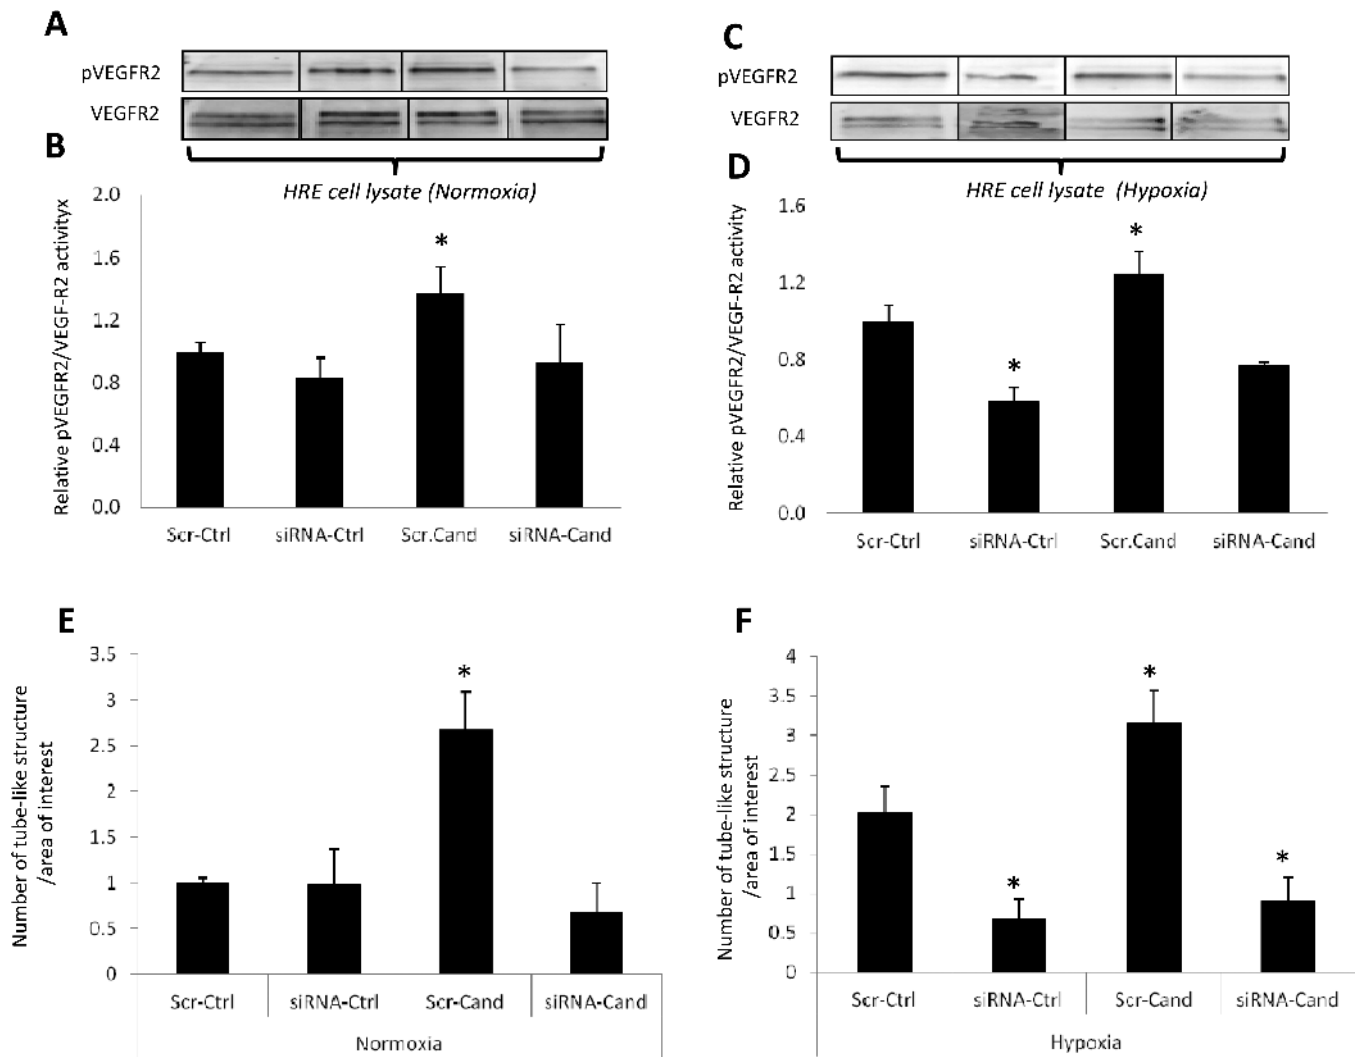 A
pVEGFR2
VEGFR2
HRE cell lysate (Normoxia)
B
Relative pVEGFR2/VEGF-R2 activityx
2.0
1.6
1.2
0.8
0.4
0.0
*
Scr-Ctrl siRNA-Ctrl Scr.Cand siRNA-Cand
C
pVEGFR2
VEGFR2
HRE cell lysate (Hypoxia)
D
Relative pVEGFR2/VEGF-R2 activity
1.6
1.2
0.8
0.4
0.0
*
*
Scr-Ctrl siRNA-Ctrl Scr.Cand siRNA-Cand
E
Number of tube-like structure
/area of interest
3.5
3
2.5
2
1.5
1
0.5
0
*
Scr-Ctrl siRNA-Ctrl Scr-Cand siRNA-Cand
Normoxia
F
Number of tube-like structure
/area of interest
4
3.5
3
2.5
2
1.5
1
0.5
0
*
*
*
Scr-Ctrl siRNA-Ctrl Scr-Cand siRNA-Cand
Hypoxia